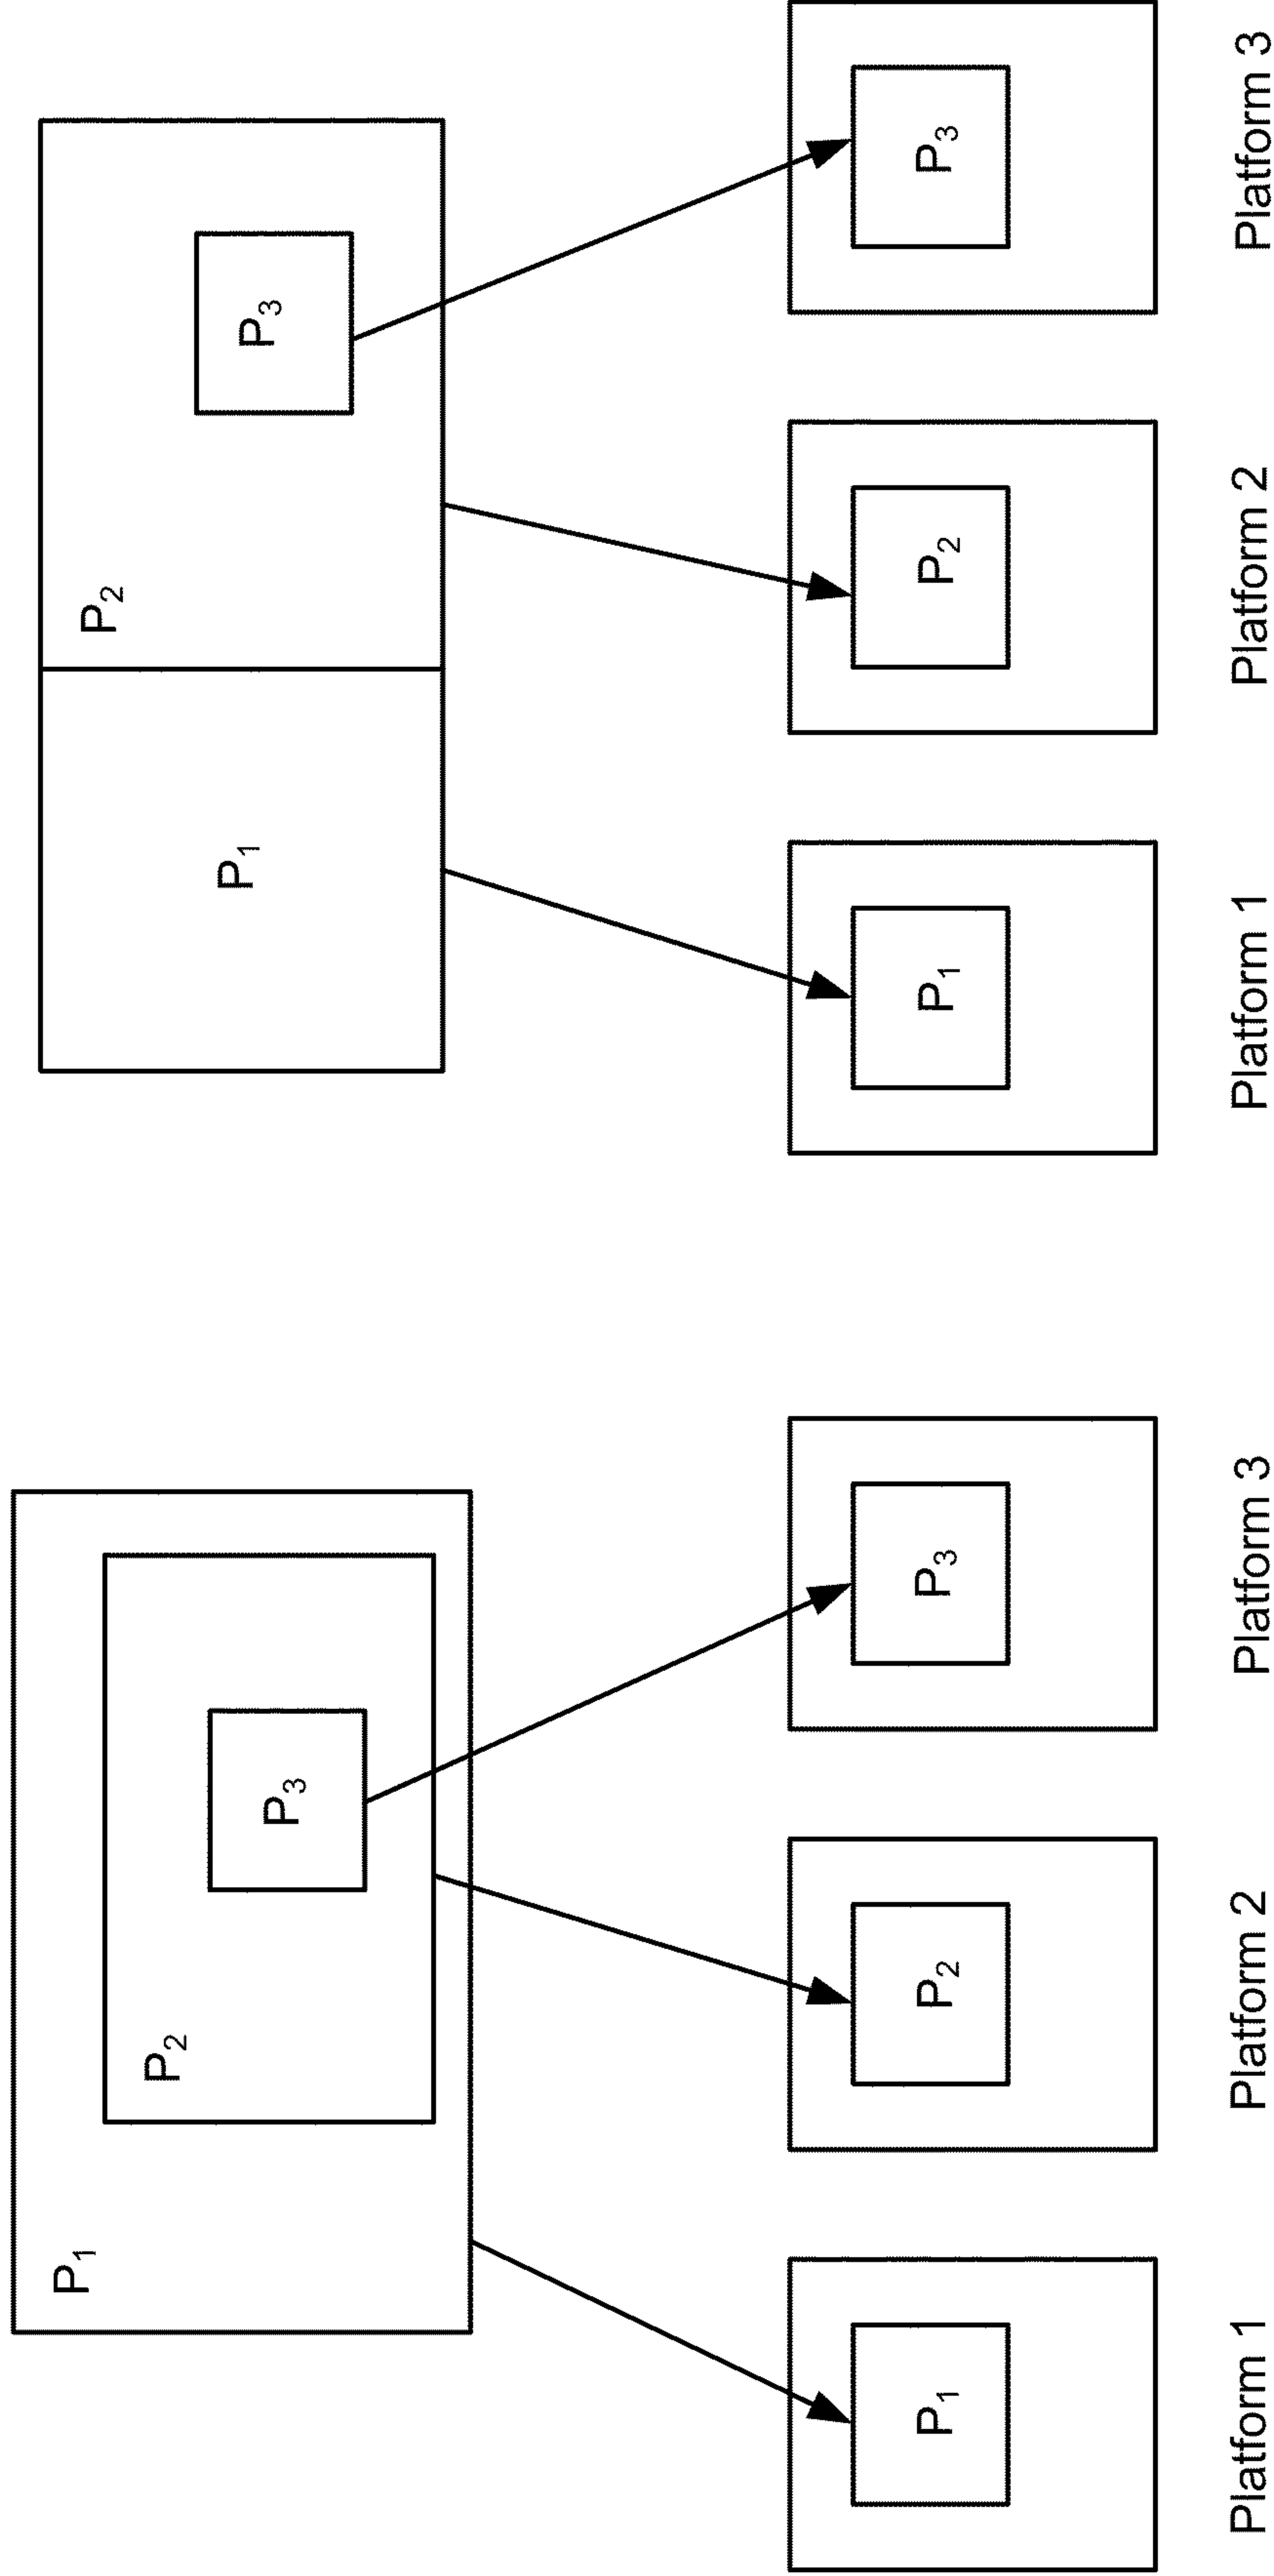 P₁
P₂
P₃
P₁
P₂
P₃
Platform 1
Platform 2
Platform 3
P₁
P₂
P₃
P₁
P₂
P₃
Platform 1
Platform 2
Platform 3